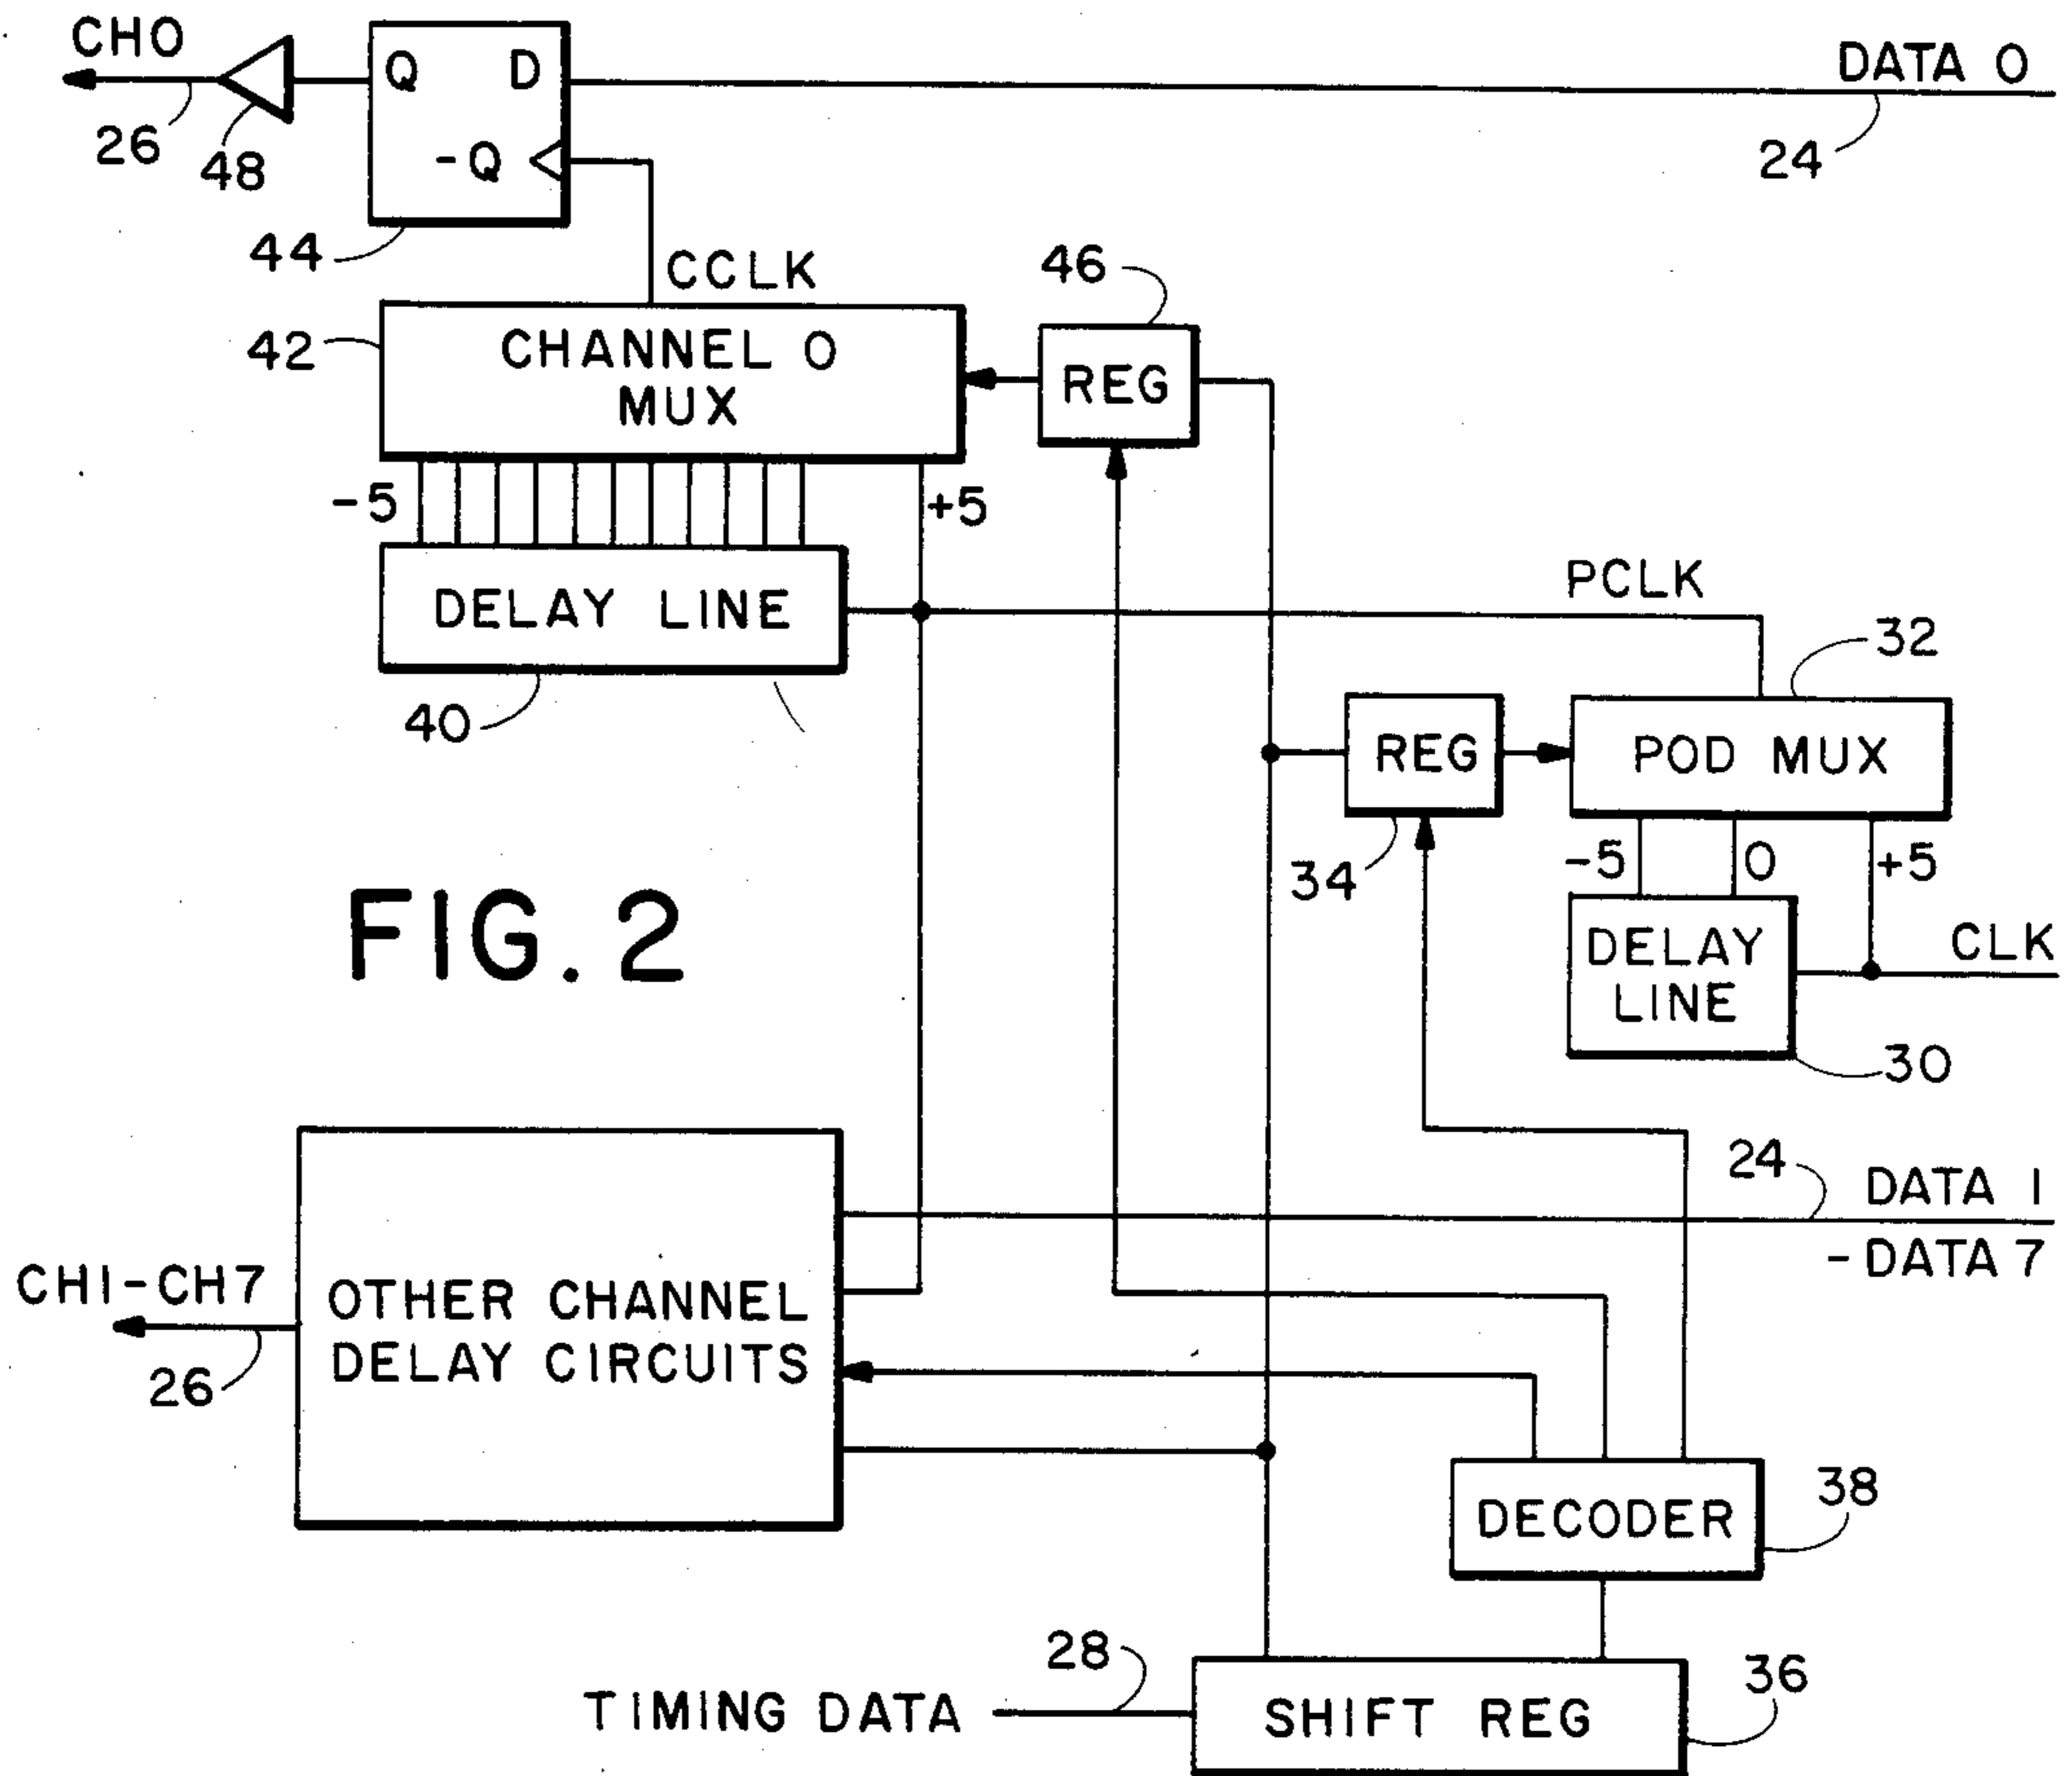 CH0
Q D
DATA 0
26
48
-Q
24
44
CCLK
46
42
CHANNEL 0
MUX
REG
-5
+5
DELAY LINE
PCLK
32
40
REG
POD MUX
34
-5
0
+5
FIG. 2
DELAY
LINE
CLK
30
24
DATA 1
- DATA 7
CH1-CH7
OTHER CHANNEL
DELAY CIRCUITS
26
38
DECODER
28
36
TIMING DATA
SHIFT REG